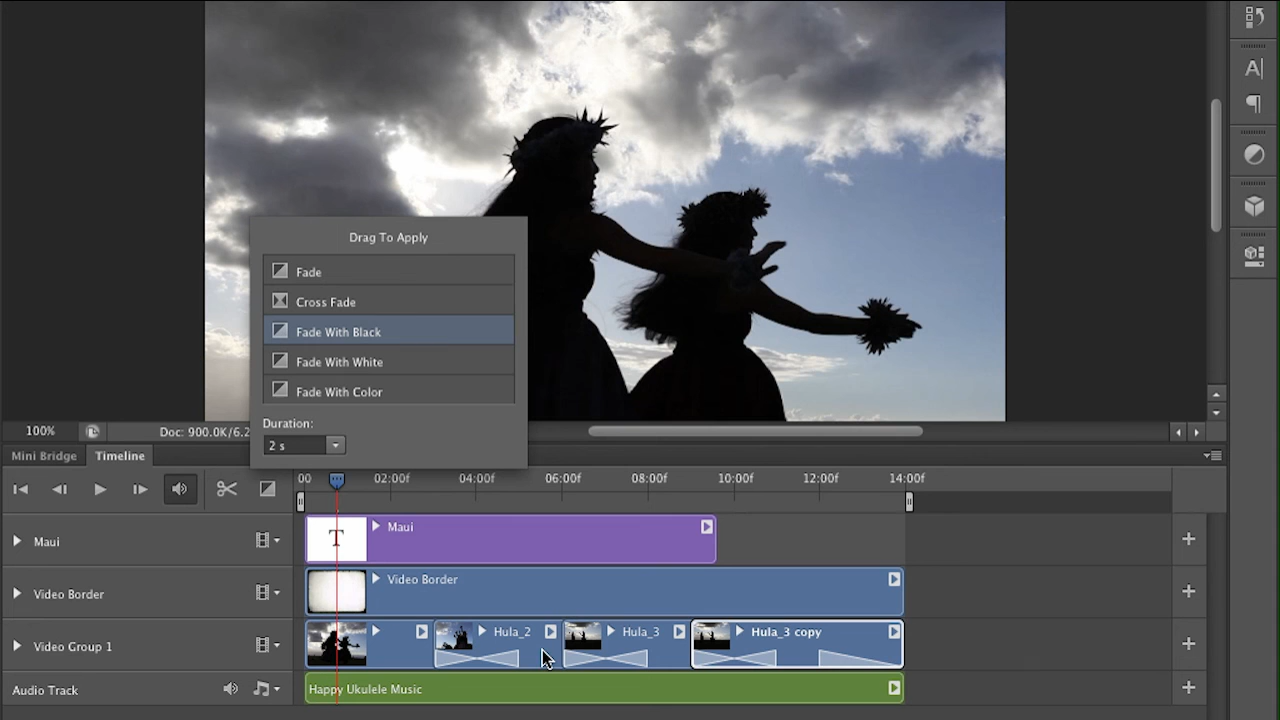 A|
Drag To Apply
Fade
Cross Fade
Fade With Black
Fade With White
Fade With Color
Duration:
2 s
100%
Doc: 900.0K/6.2
Mini Bridge
Timeline
00
02:00f
04:00f
06:00f
08:00f
10:00f
12:00f
14:00f
Maui
T
Maui
Video Border
Video Border
Video Group 1
Hula_2
Hula_3
Hula_3 copy
Audio Track
Happy Ukulele Music